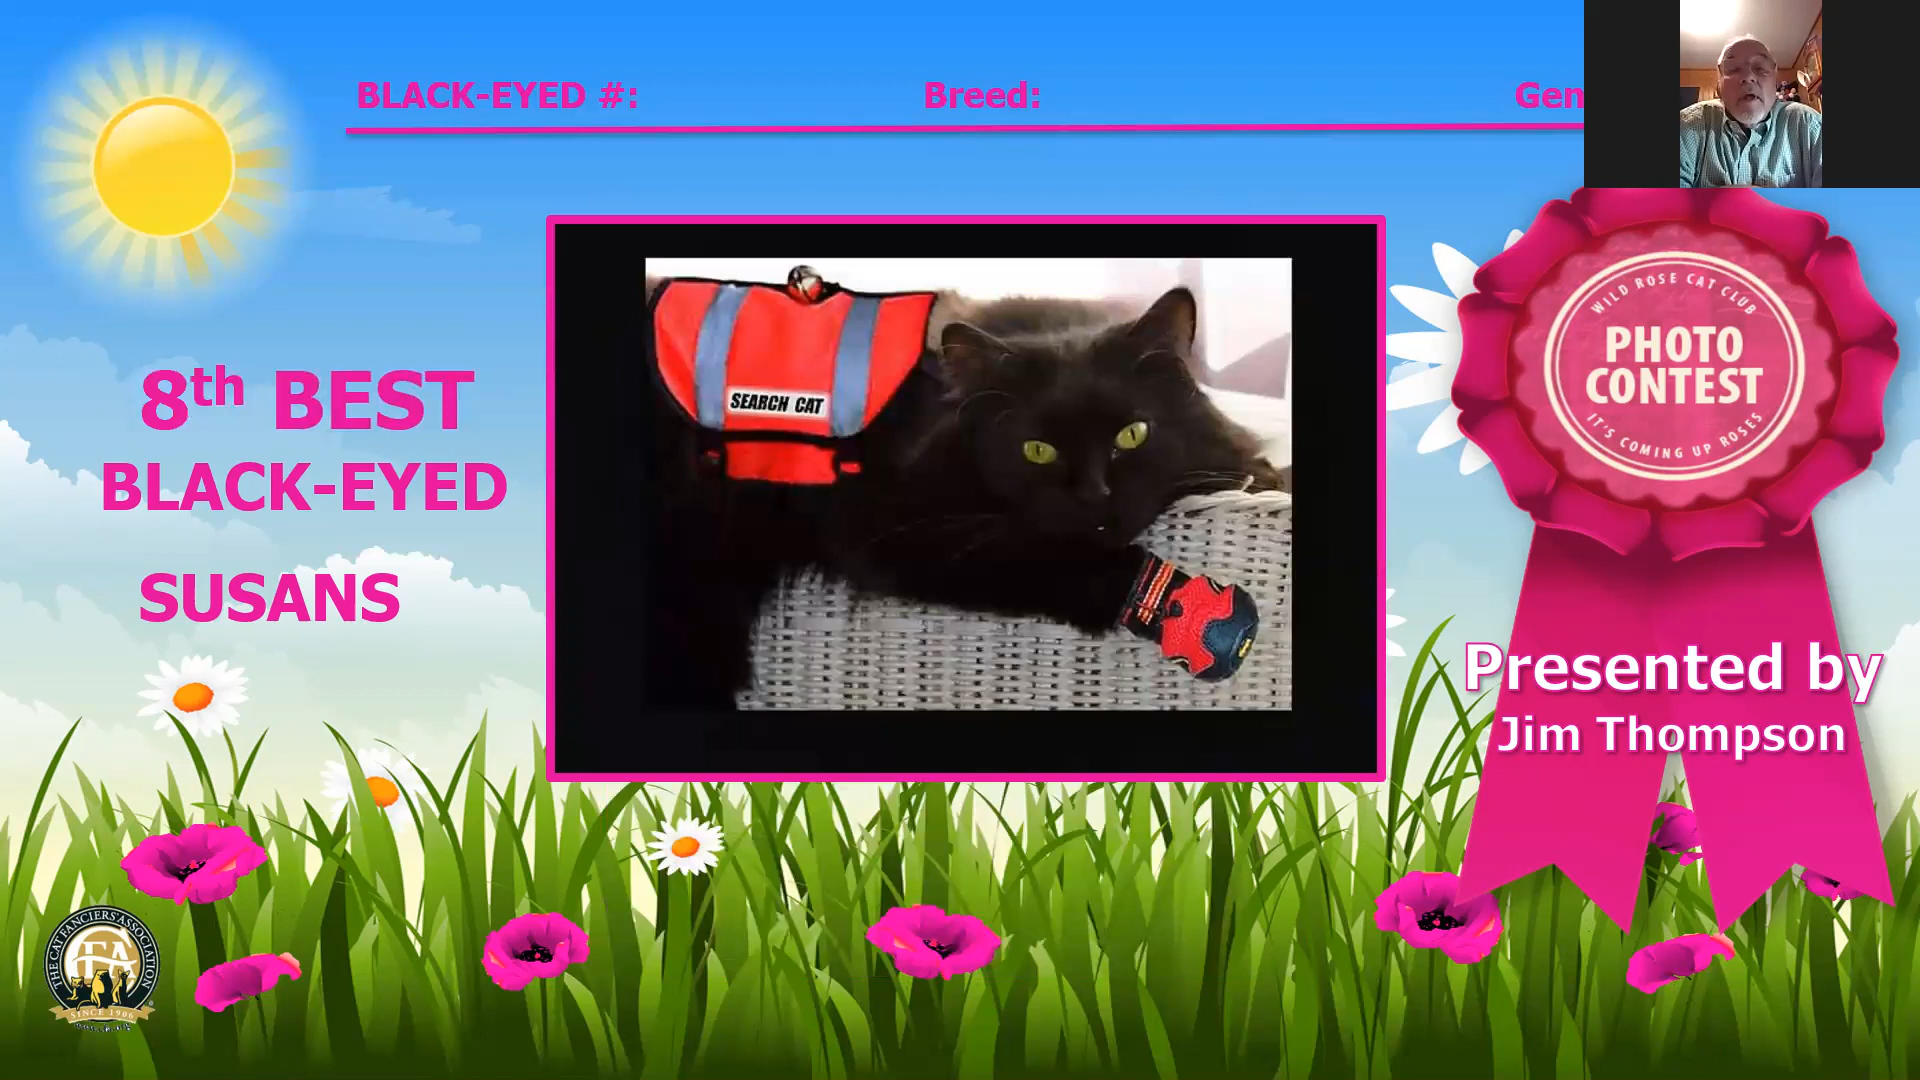 BLACK-EYED #: Breed: Gen
8th BEST
BLACK-EYED
SUSANS
SEARCH CAT
WILD ROSE CAT CLUB
PHOTO
CONTEST
IT'S COMING UP ROSES
Presented by
Jim Thompson
THE CAT FANCIERS' ASSOCIATION
CFA
SINCE 1906